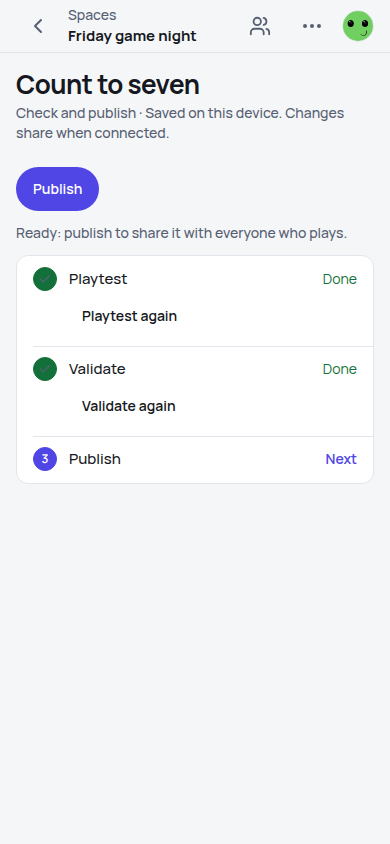 Spaces
Friday game night
Count to seven
Check and publish · Saved on this device. Changes
share when connected.
Publish
Ready: publish to share it with everyone who plays.
Playtest
Done
Playtest again
Validate
Done
Validate again
3
Publish
Next